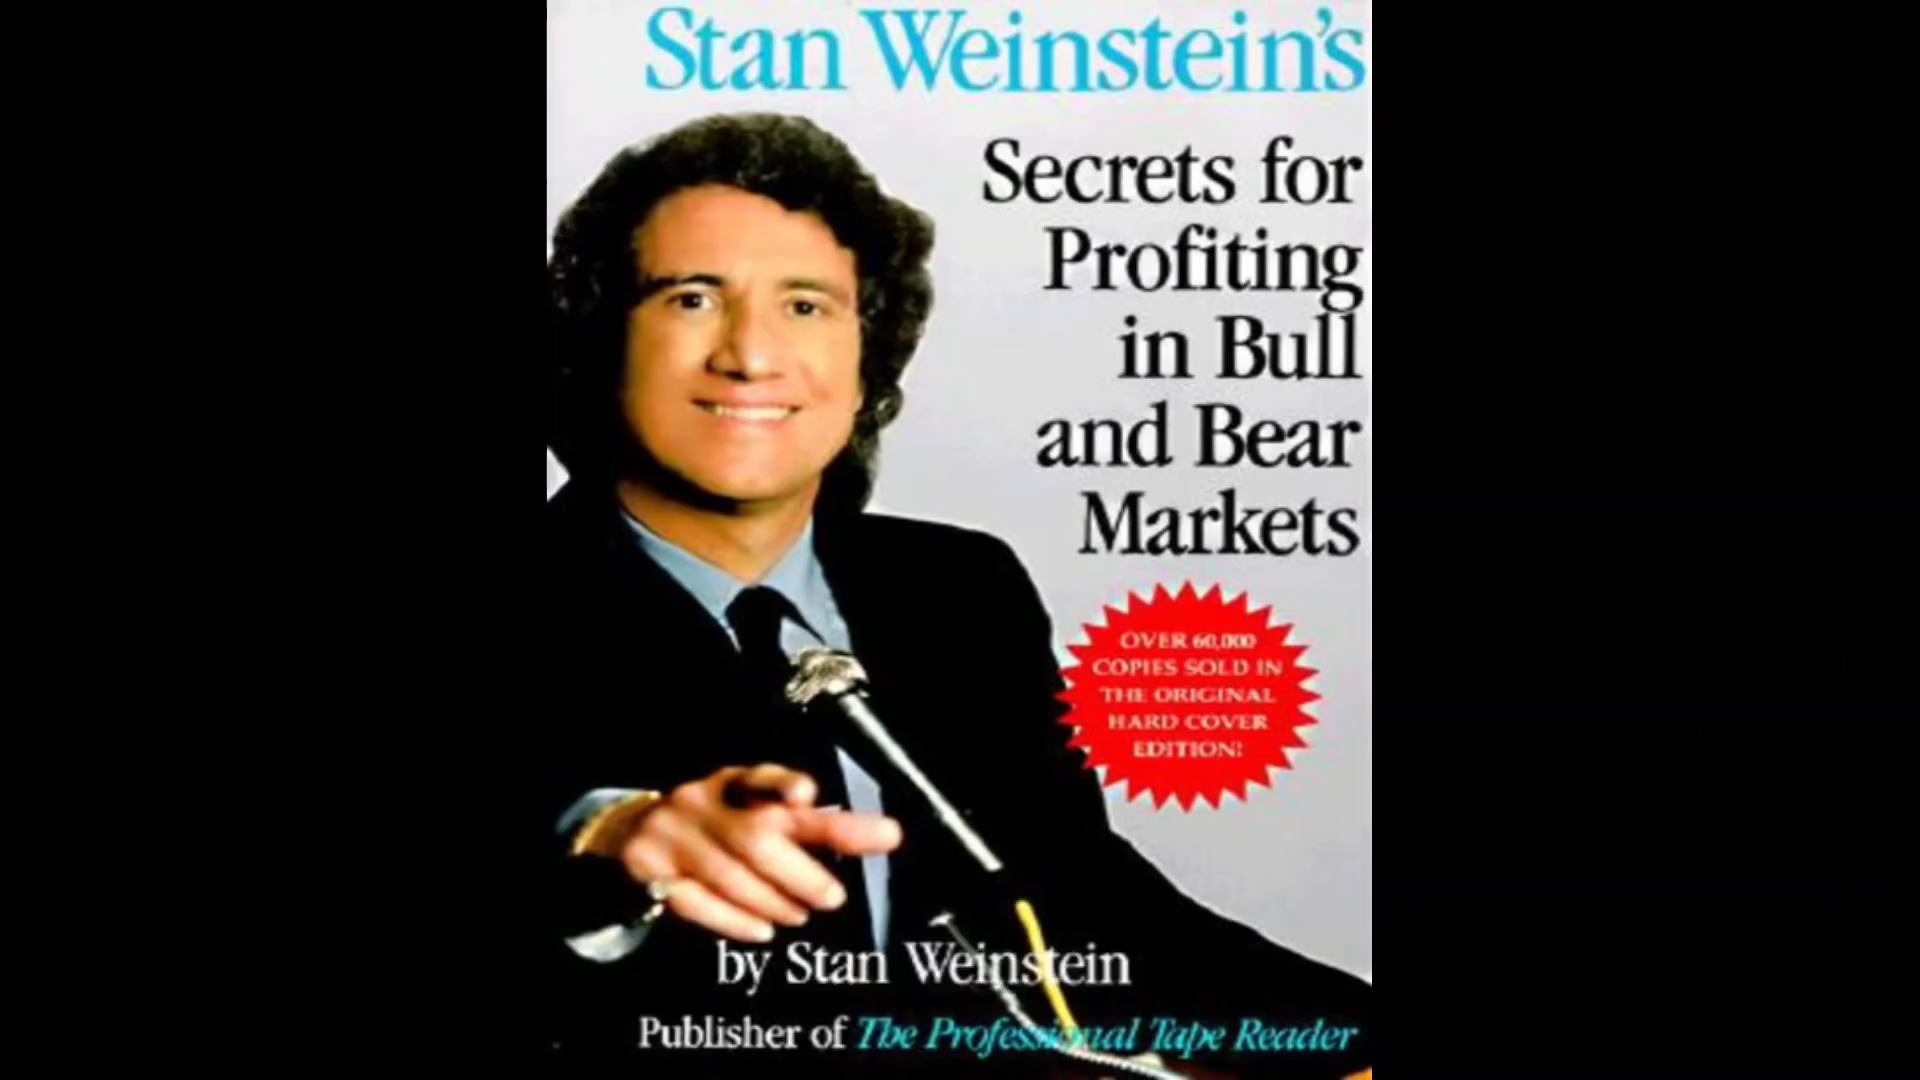 Stan Weinstein's
Secrets for
Profiting
in Bull
and Bear
Markets
OVER 60,000
COPIES SOLD IN
THE ORIGINAL
HARD COVER
EDITION!
by Stan Weinstein
Publisher of The Professional Tape Reader